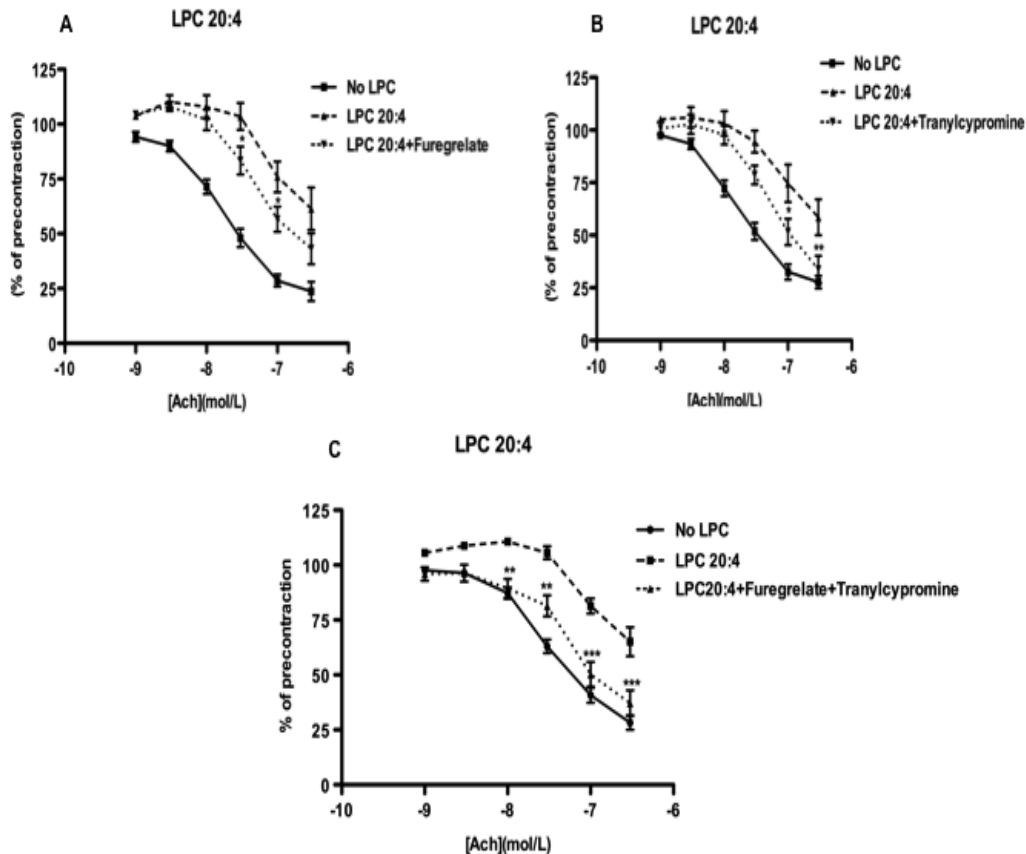 A
LPC 20:4
125
100
75
50
25
0
(% of precontraction)
-10
-9
-8
-7
-6
[Ach](mol/L)
No LPC
LPC 20:4
LPC 20:4+Furegrelate
*
*
B
LPC 20:4
125
100
75
50
25
0
(% of precontraction)
-10
-9
-8
-7
-6
[Ach](mol/L)
No LPC
LPC 20:4
LPC 20:4+Tranylcypromine
*
**
C
LPC 20:4
125
100
75
50
25
0
% of precontraction
-10
-9
-8
-7
-6
[Ach](mol/L)
No LPC
LPC 20:4
LPC20:4+Furegrelate+Tranylcypromine
**
**
***
***